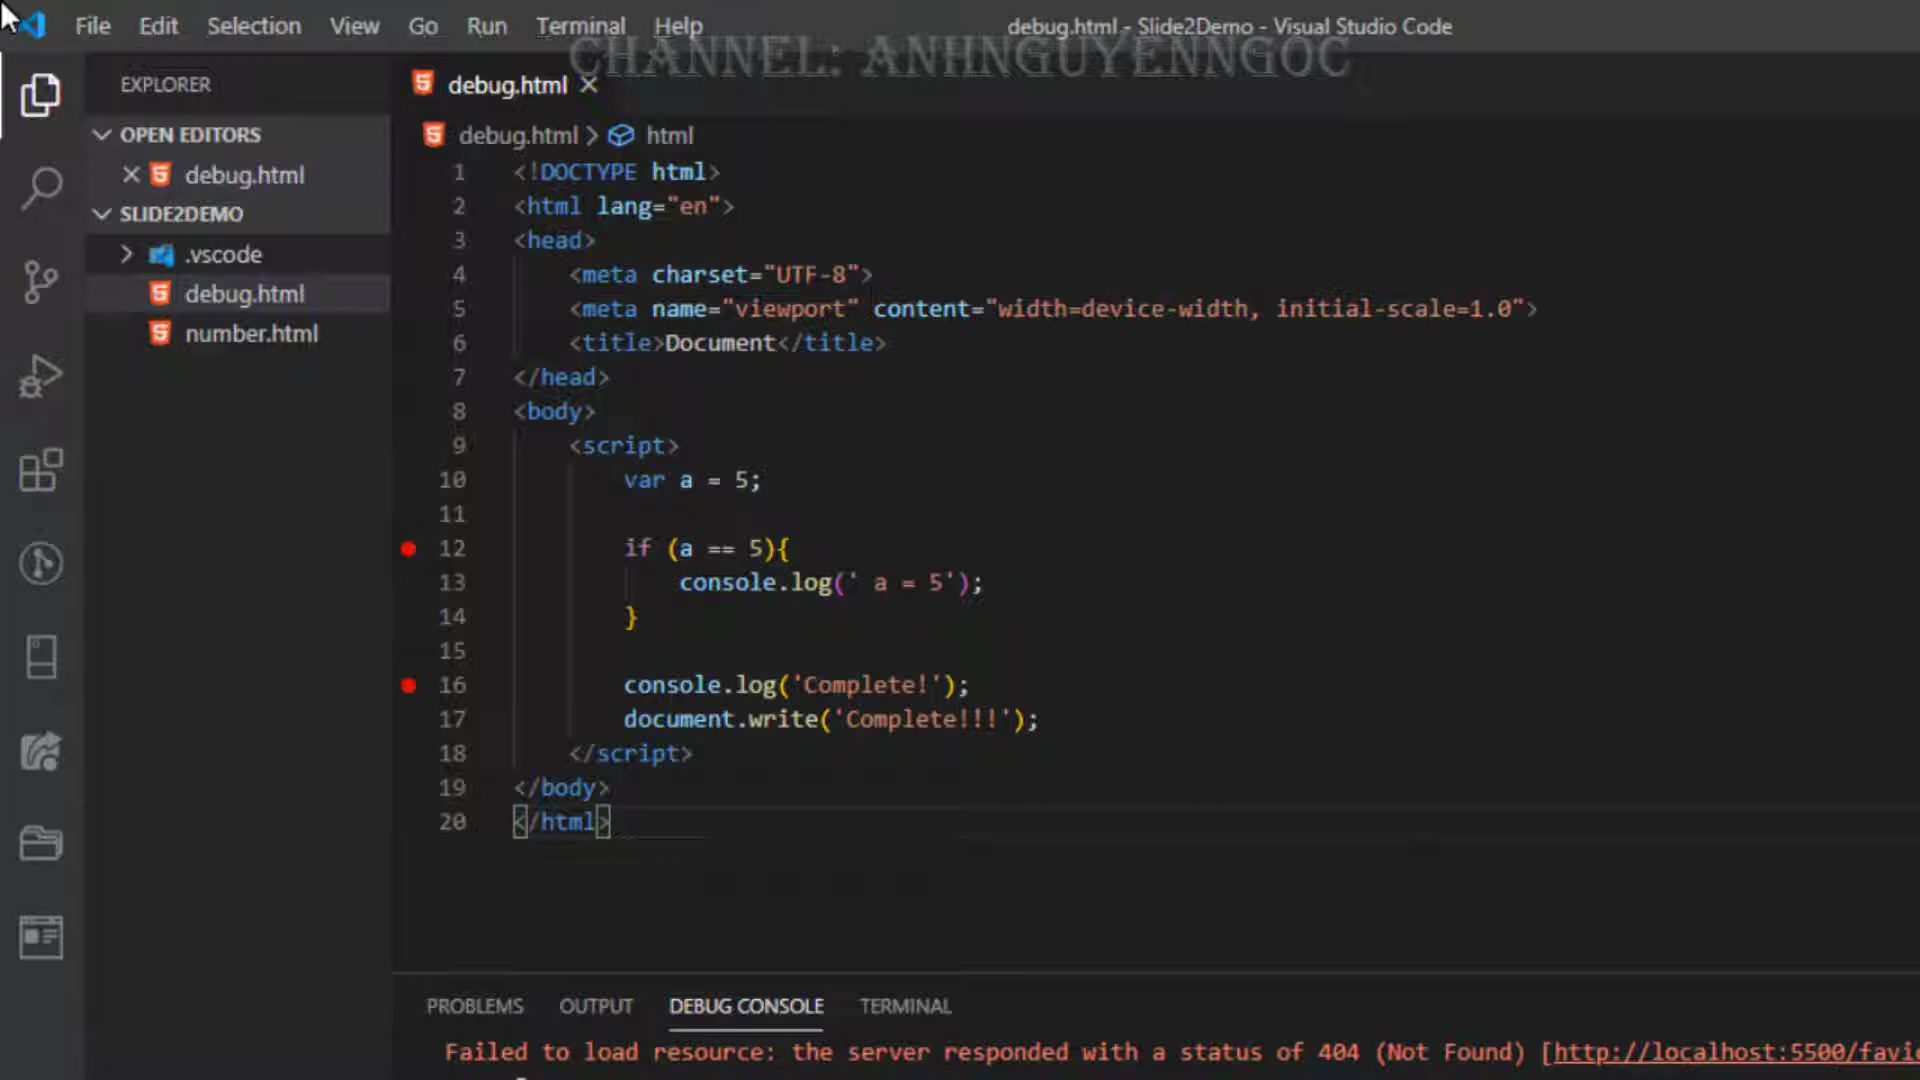 File Edit Selection View Go Run Terminal Help debug.html - Slide2Demo - Visual Studio Code
CHANNEL: ANHNGUYENNGOC
EXPLORER
OPEN EDITORS
debug.html
SLIDE2DEMO
.vscode
debug.html
number.html
debug.html
debug.html > html
1 <!DOCTYPE html>
2 <html lang="en">
3 <head>
4 <meta charset="UTF-8">
5 <meta name="viewport" content="width=device-width, initial-scale=1.0">
6 <title>Document</title>
7 </head>
8 <body>
9 <script>
10 var a = 5;
11
12 if (a == 5){
13 console.log(' a = 5');
14 }
15
16 console.log('Complete!');
17 document.write('Complete!!!');
18 </script>
19 </body>
20 </html>
PROBLEMS OUTPUT DEBUG CONSOLE TERMINAL
Failed to load resource: the server responded with a status of 404 (Not Found) [http://localhost:5500/favic